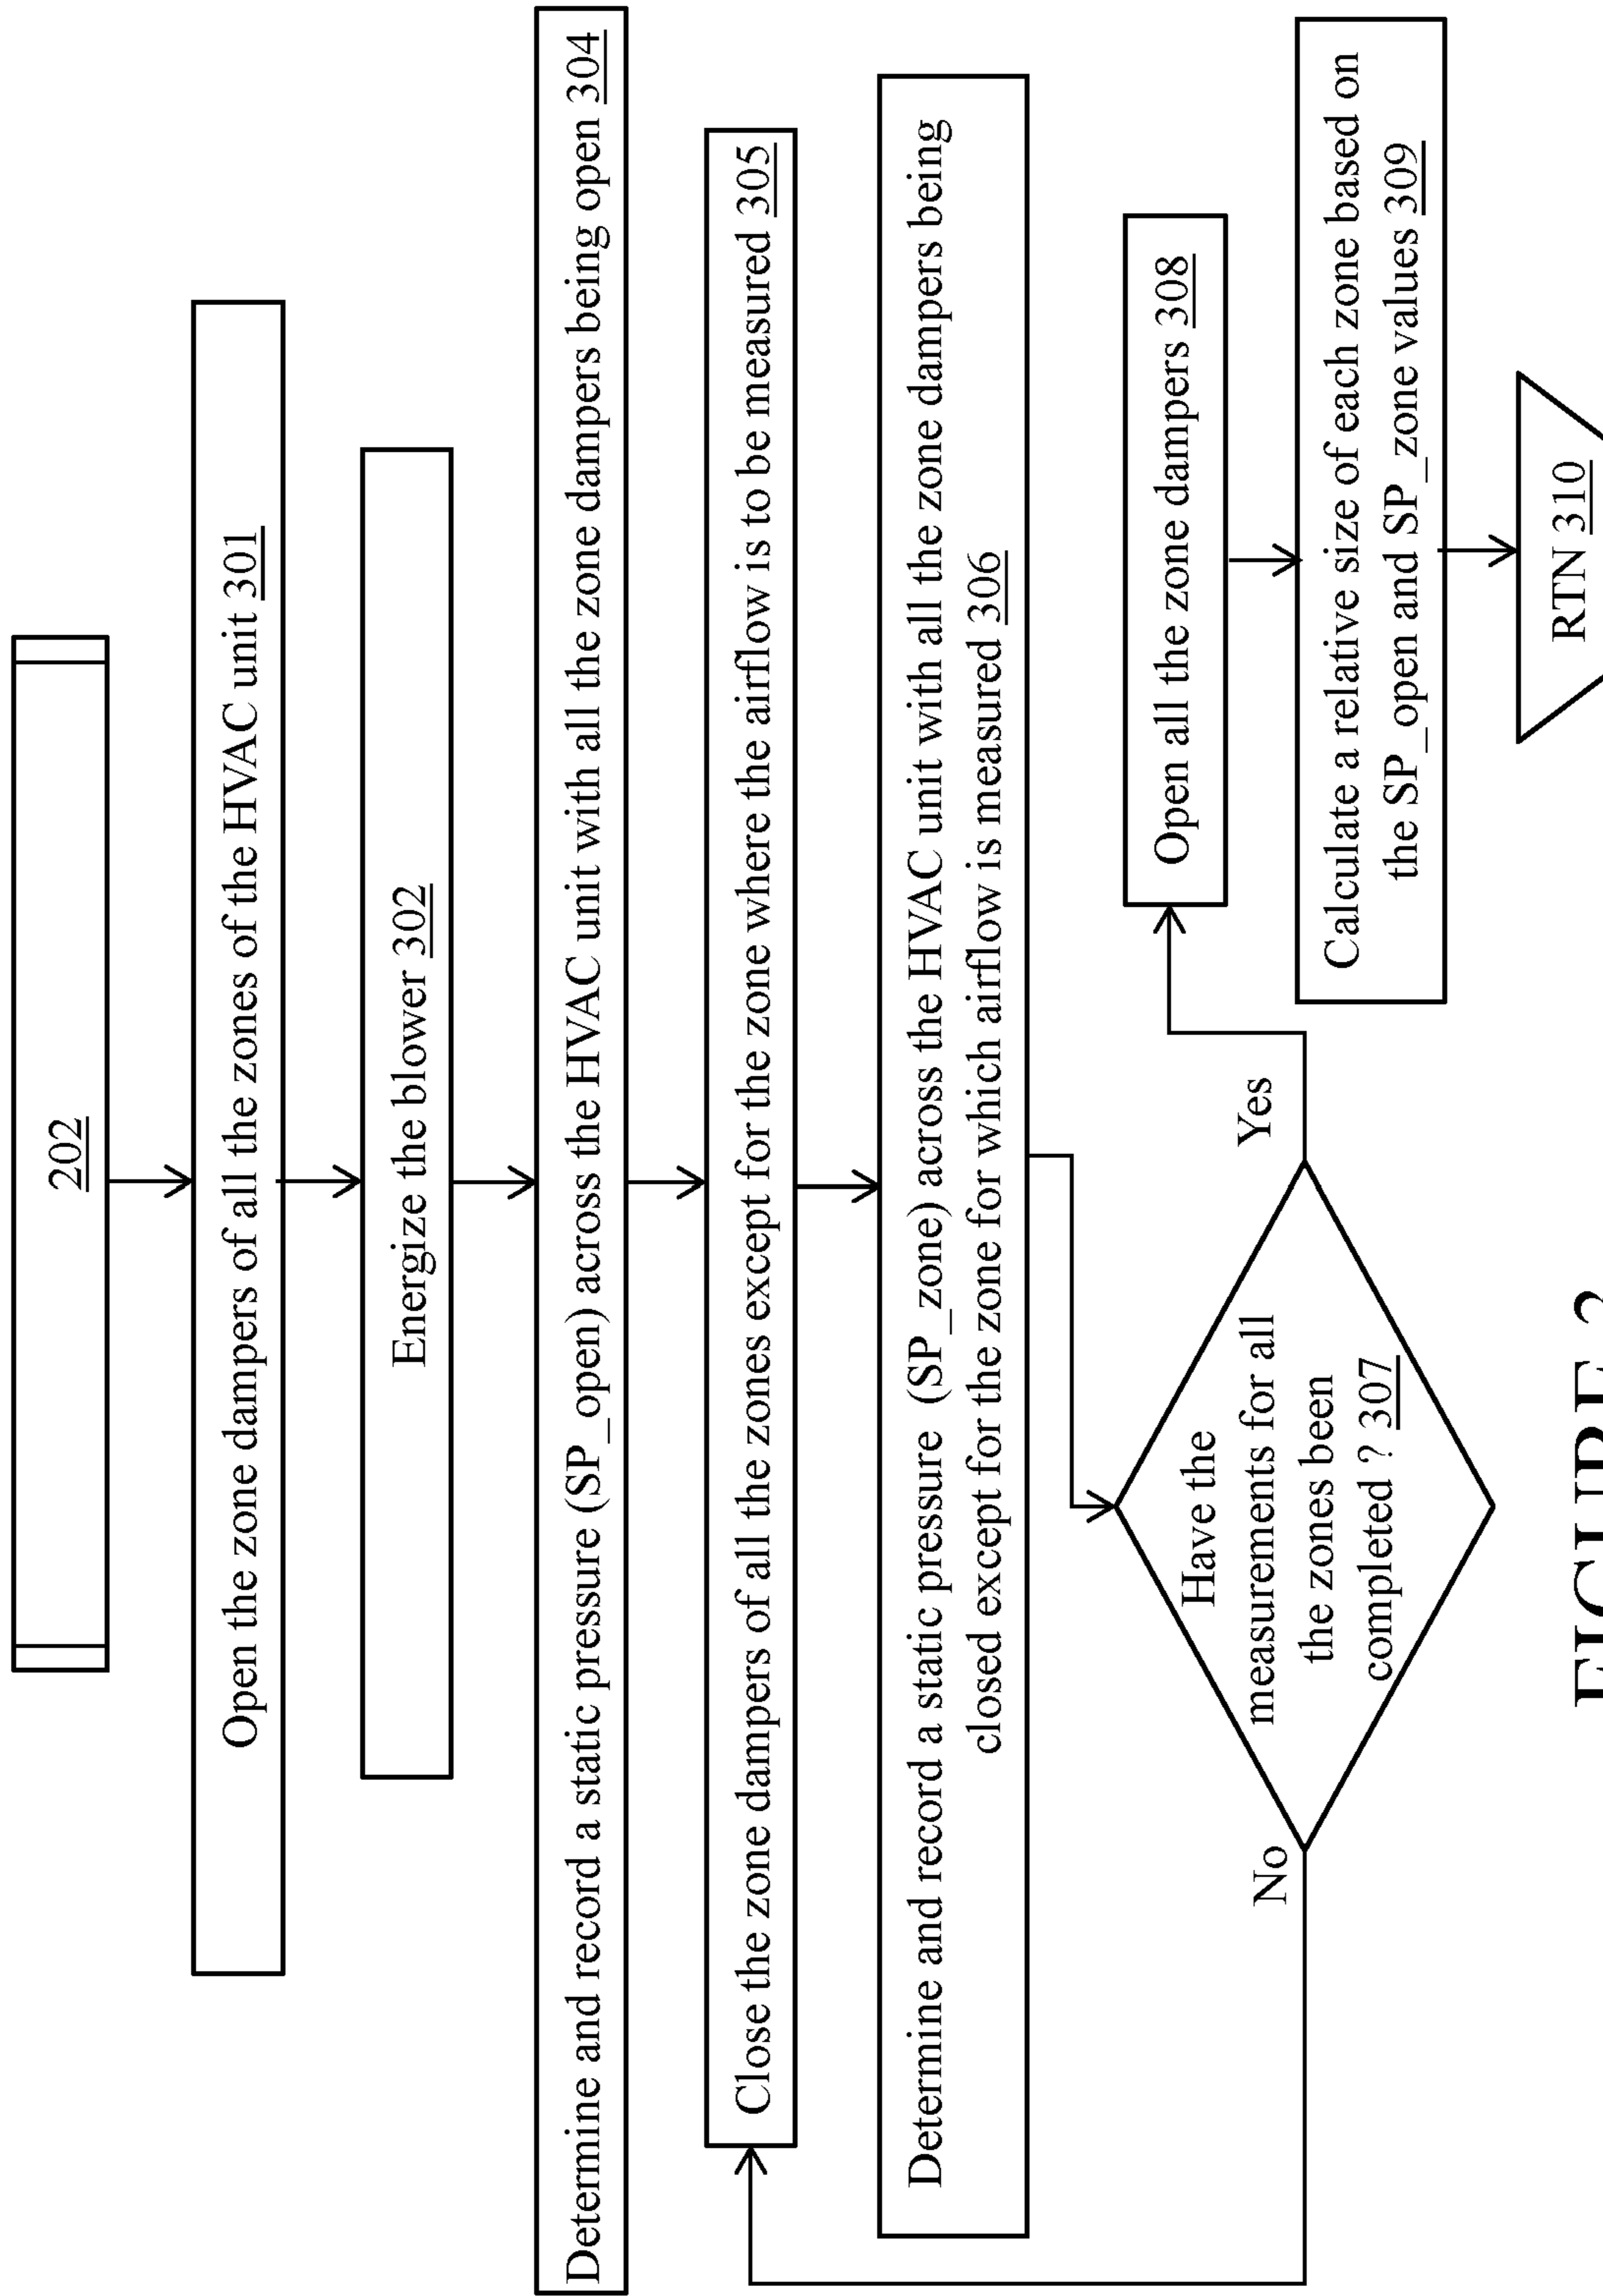 202
Open the zone dampers of all the zones of the HVAC unit 301
Energize the blower 302
Determine and record a static pressure (SP_open) across the HVAC unit with all the zone dampers being open 304
Close the zone dampers of all the zones except for the zone where the airflow is to be measured 305
Determine and record a static pressure (SP_zone) across the HVAC unit with all the zone dampers being
closed except for the zone for which airflow is measured 306
Have the
measurements for all
the zones been
completed ? 307
No
Yes
Open all the zone dampers 308
Calculate a relative size of each zone based on
the SP_open and SP_zone values 309
RTN 310
FIGURE